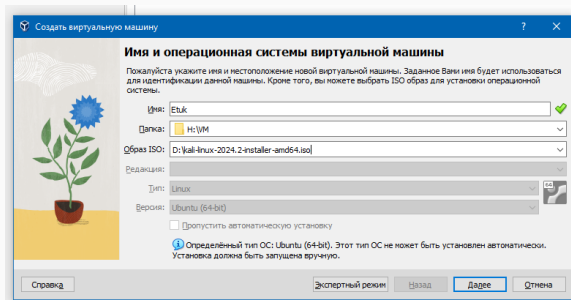 Создать виртуальную машину
? ×
Имя и операционная системы виртуальной машины
Пожалуйста укажите имя и местоположение новой виртуальной машины. Заданное Вами имя будет использоваться
для идентификации данной машины. Кроме того, вы можете выбрать ISO образ для установки операционной
системы.
Имя: Etuk
Папка: H:\VM
Образ ISO: D:\kali-linux-2024.2-installer-amd64.iso
Редакция:
Тип: Linux
64
Версия: Ubuntu (64-bit)
Пропустить автоматическую установку
Определённый тип ОС: Ubuntu (64-bit). Этот тип ОС не может быть установлен автоматически.
Установка должна быть запущена вручную.
Справка Экспертный режим Назад Далее Отмена